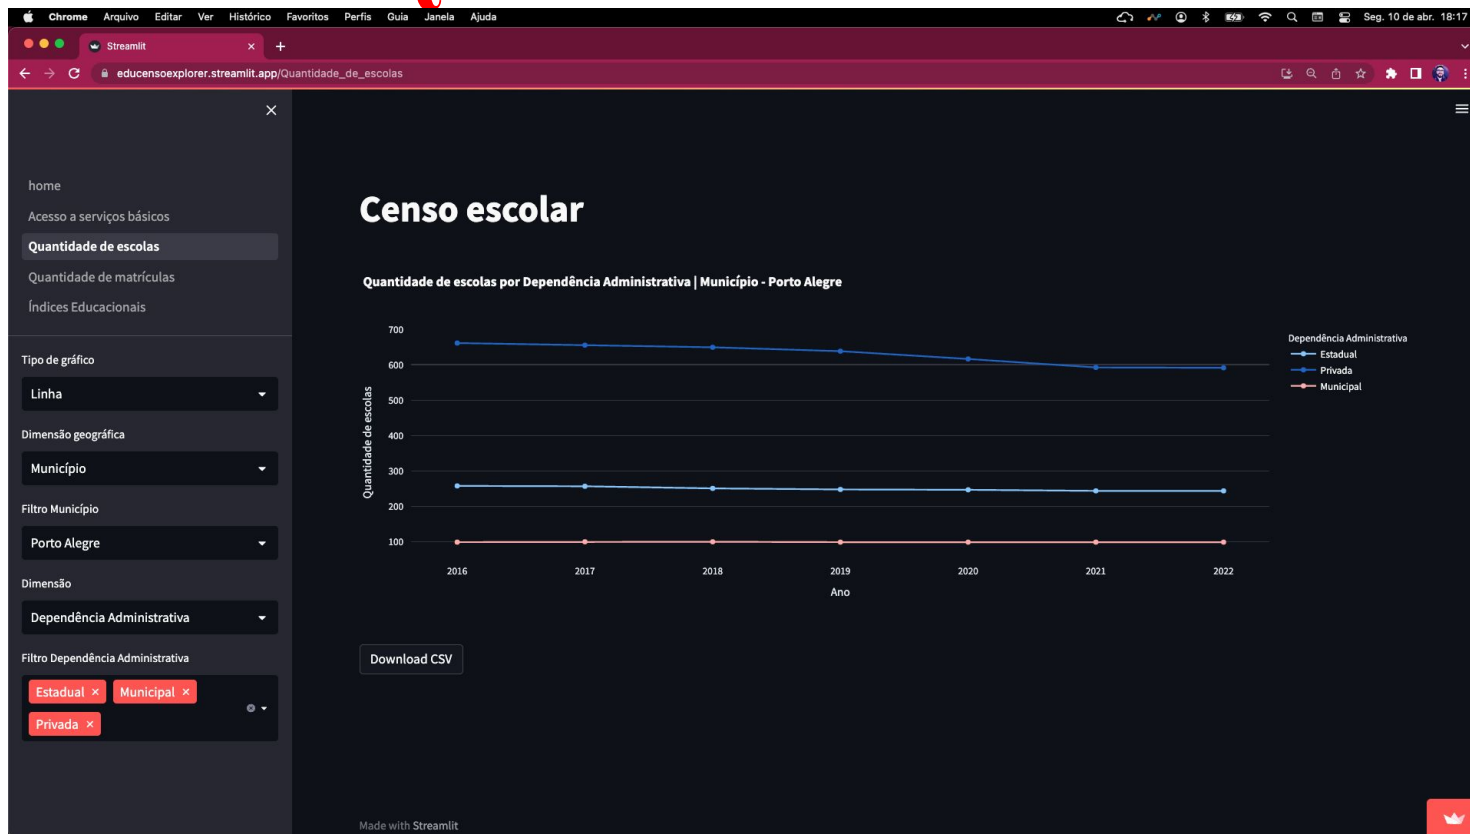 Chrome Arquivo Editar Ver Histórico Favoritos Perfis Guia Janela Ajuda Seg. 10 de abr. 18:17
Streamlit
educensoexplorer.streamlit.app/Quantidade_de_escolas
home
Acesso a serviços básicos
Quantidade de escolas
Quantidade de matrículas
Índices Educacionais
Tipo de gráfico
Linha
Dimensão geográfica
Município
Filtro Município
Porto Alegre
Dimensão
Dependência Administrativa
Filtro Dependência Administrativa
Estadual × Municipal ×
Privada ×
Censo escolar
Quantidade de escolas por Dependência Administrativa | Município - Porto Alegre
700
600
500
400
300
200
100
Quantidade de escolas
2016 2017 2018 2019 2020 2021 2022
Ano
Dependência Administrativa
Estadual
Privada
Municipal
Download CSV
Made with Streamlit